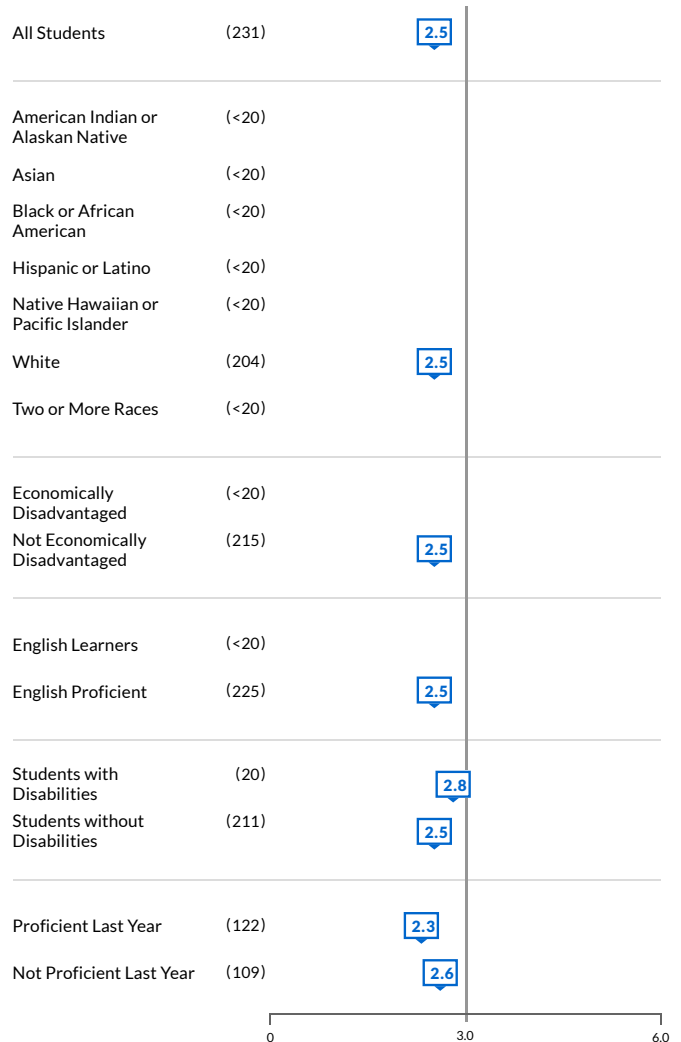 All Students (231) 2.5
American Indian or (<20)
Alaskan Native
Asian (<20)
Black or African (<20)
American
Hispanic or Latino (<20)
Native Hawaiian or (<20)
Pacific Islander
White (204) 2.5
Two or More Races (<20)
Economically (<20)
Disadvantaged
Not Economically (215) 2.5
Disadvantaged
English Learners (<20)
English Proficient (225) 2.5
Students with (20) 2.8
Disabilities
Students without (211) 2.5
Disabilities
Proficient Last Year (122) 2.3
Not Proficient Last Year (109) 2.6
0 3.0 6.0